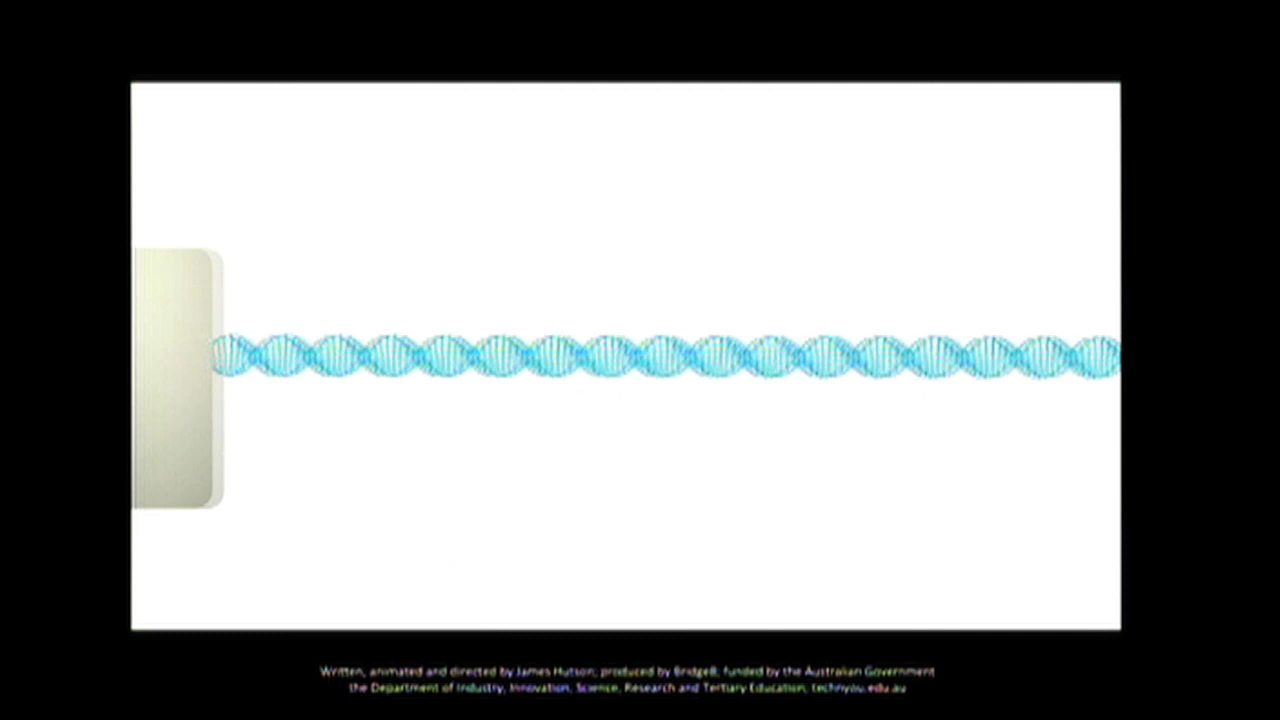 Written, animated and directed by James Hutson; produced by Bridge8; funded by the Australian Government
the Department of Industry, Innovation, Science, Research and Tertiary Education; technyou.edu.au